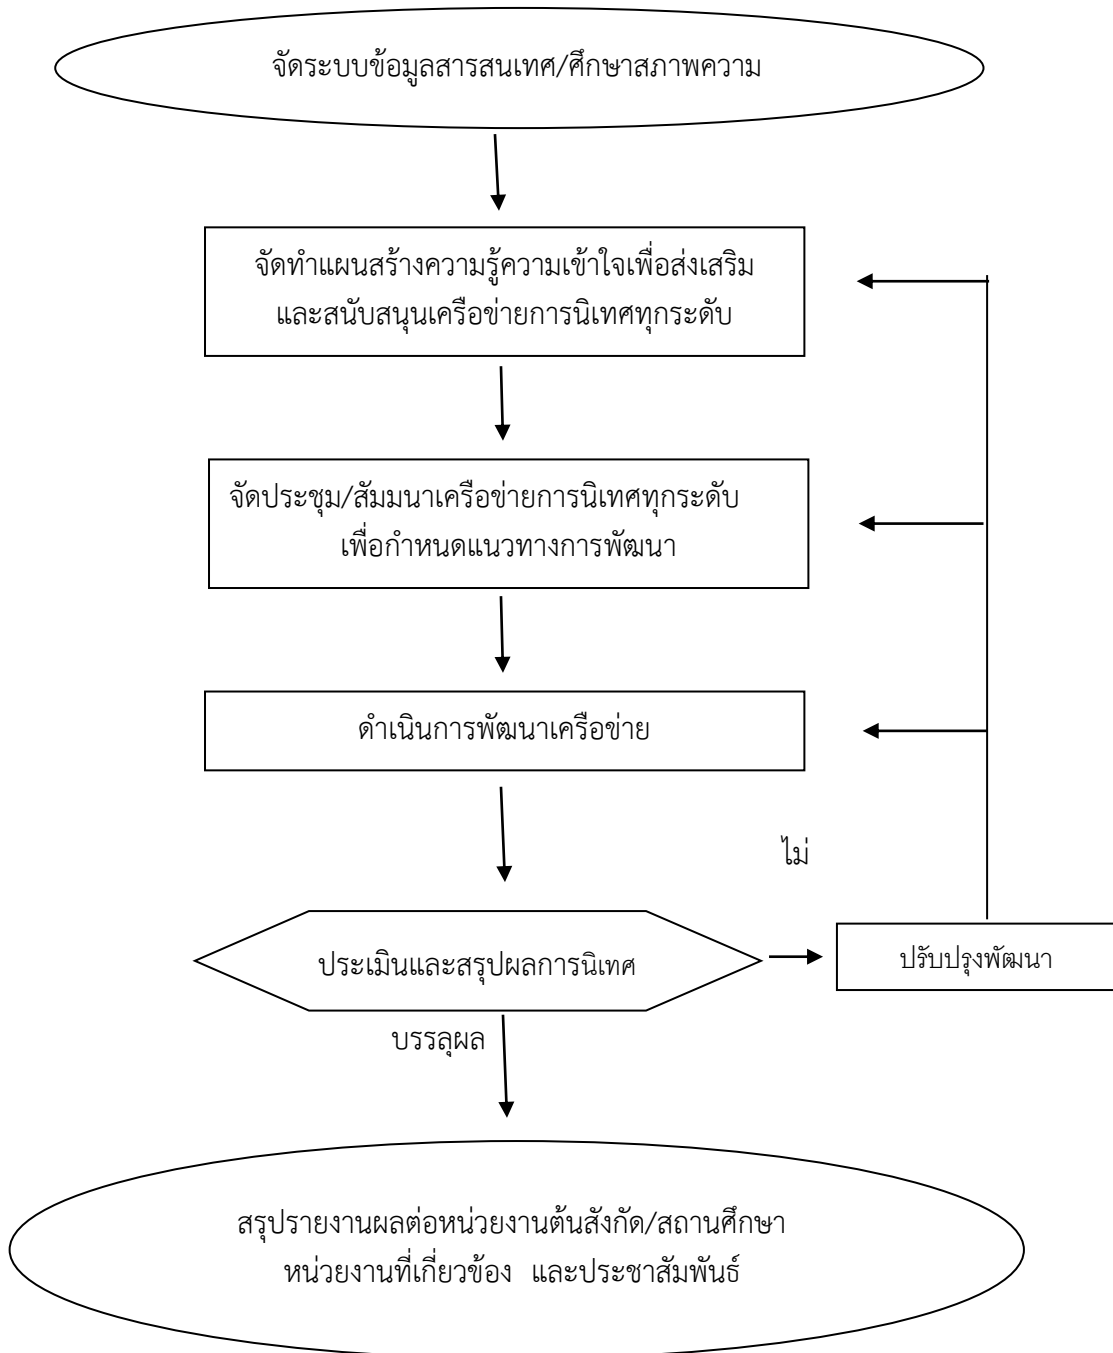 จัดระบบข้อมูลสารสนเทศ/ศึกษาสภาพความ
จัดทำแผนสร้างความรู้ความเข้าใจเพื่อส่งเสริม
และสนับสนุนเครือข่ายการนิเทศทุกระดับ
จัดประชุม/สัมมนาเครือข่ายการนิเทศทุกระดับ
เพื่อกำหนดแนวทางการพัฒนา
ดำเนินการพัฒนาเครือข่าย
ไม่
ประเมินและสรุปผลการนิเทศ
ปรับปรุงพัฒนา
บรรลุผล
สรุปรายงานผลต่อหน่วยงานต้นสังกัด/สถานศึกษา
หน่วยงานที่เกี่ยวข้อง และประชาสัมพันธ์